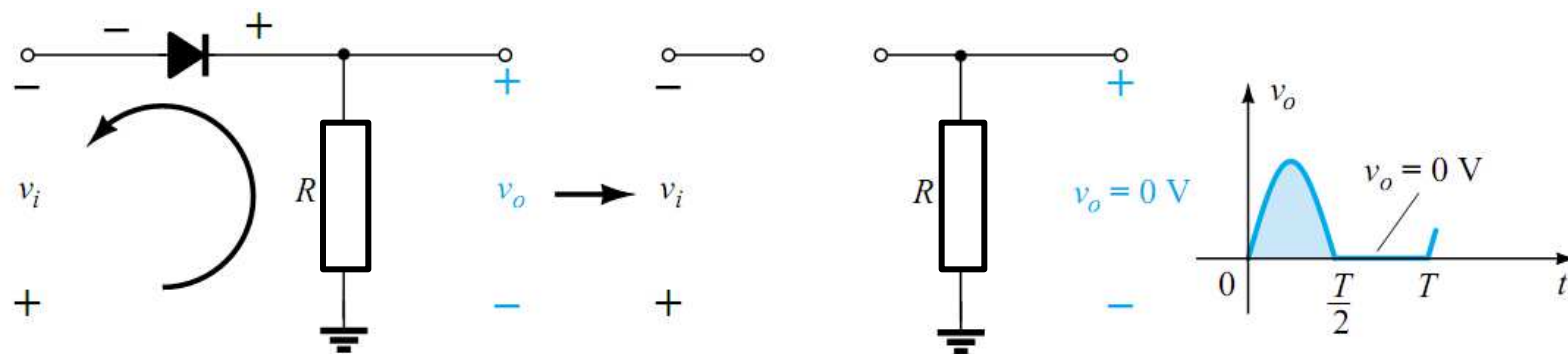 − +
− + − +
v_i R v_o v_i R v_o = 0 V
+ − + −
v_o
v_o = 0 V
0 T/2 T t